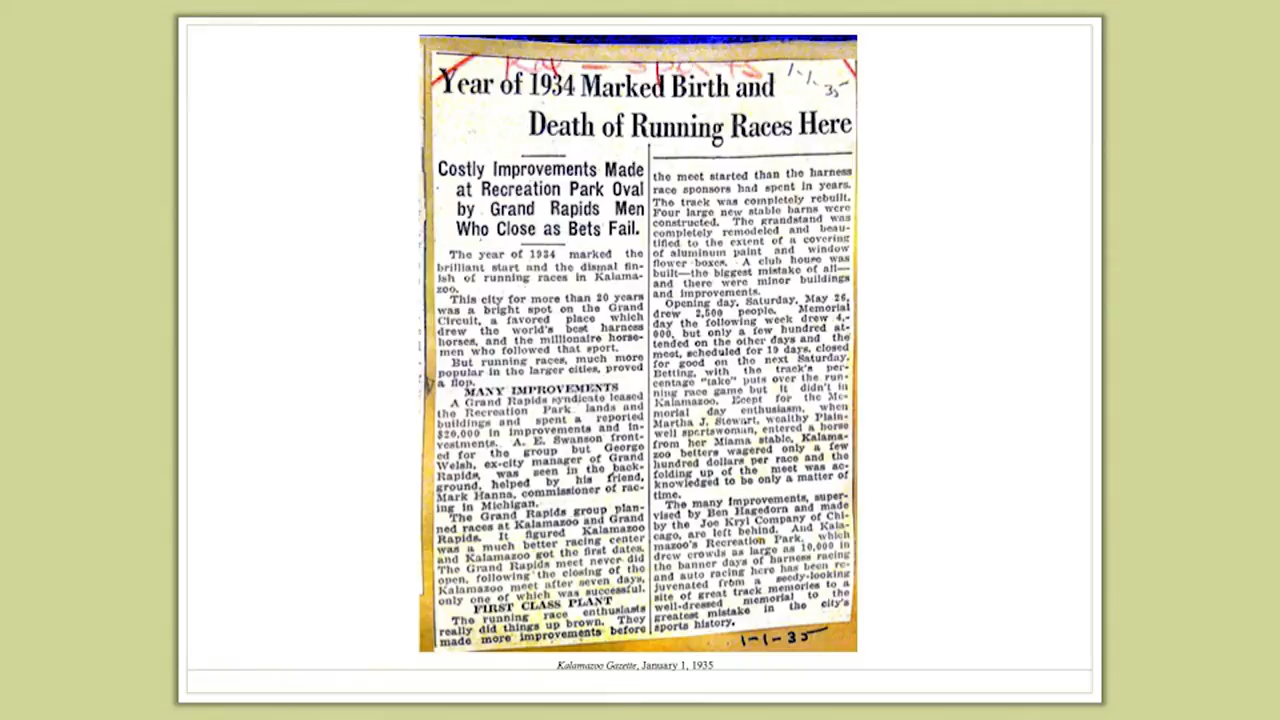 Kal - Sports
1-1-35
Year of 1934 Marked Birth and
Death of Running Races Here
Costly Improvements Made
at Recreation Park Oval
by Grand Rapids Men
Who Close as Bets Fail.
The year of 1934 marked the
brilliant start and the dismal fin-
ish of running races in Kalama-
zoo.
This city for more than 20 years
was a bright spot on the Grand
Circuit, a favored place which
drew the world's best harness
horses, and the millionaire horse-
men who followed that sport.
But running races, much more
popular in the larger cities, proved
a flop.
MANY IMPROVEMENTS
A Grand Rapids syndicate leased
the Recreation Park lands and
buildings and spent a reported
$20,000 in improvements and in-
vestments. A. E. Swanson front-
ed for the group but George
Welsh, ex-city manager of Grand
Rapids, was seen in the back-
ground, helped by his friend,
Mark Hanna, commissioner of rac-
ing in Michigan.
The Grand Rapids group plan-
ned races at Kalamazoo and Grand
Rapids. It figured Kalamazoo
was a much better racing center
and Kalamazoo got the first dates.
The Grand Rapids meet never did
open, following the closing of the
Kalamazoo meet after seven days,
only one of which was successful.
FIRST CLASS PLANT
The running race enthusiasts
really did things up brown. They
made more improvements before
the meet started than the harness
race sponsors had spent in years.
The track was completely rebuilt.
Four large new stable barns were
constructed. The grandstand was
completely remodeled and beau-
tified to the extent of a covering
of aluminum paint and window
flower boxes. A club house was
built—the biggest mistake of all—
and there were minor buildings
and improvements.
Opening day, Saturday, May 26,
drew 2,500 people. Memorial
day the following week drew 4,-
000, but only a few hundred at-
tended on the other days and the
meet, scheduled for 19 days, closed
for good on the next Saturday.
Betting, with the track's per-
centage "take" puts over the run-
ning race game but it didn't in
Kalamazoo. Ecept for the Me-
morial day enthusiasm, when
Martha J. Stewart, wealthy Plain-
well sportswoman, entered a horse
from her Miama stable, Kalama-
zoo betters wagered only a few
hundred dollars per race and the
folding up of the meet was ac-
knowledged to be only a matter of
time.
The many improvements, super-
vised by Ben Hagedorn and made
by the Joe Kryl Company of Chi-
cago, are left behind. And Kala-
mazoo's Recreation Park, which
drew crowds as large as 10,000 in
the banner days of harness racing
and auto racing here has been re-
juvenated from a seedy-looking
site of great track memories to a
well-dressed memorial to the
greatest mistake in the city's
sports history.
1-1-35
Kalamazoo Gazette, January 1, 1935